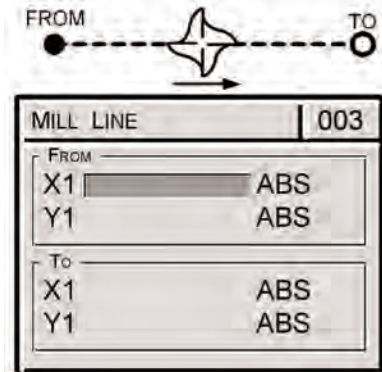 FROM TO
MILL LINE 003
FROM
X1 ABS
Y1 ABS
TO
X1 ABS
Y1 ABS